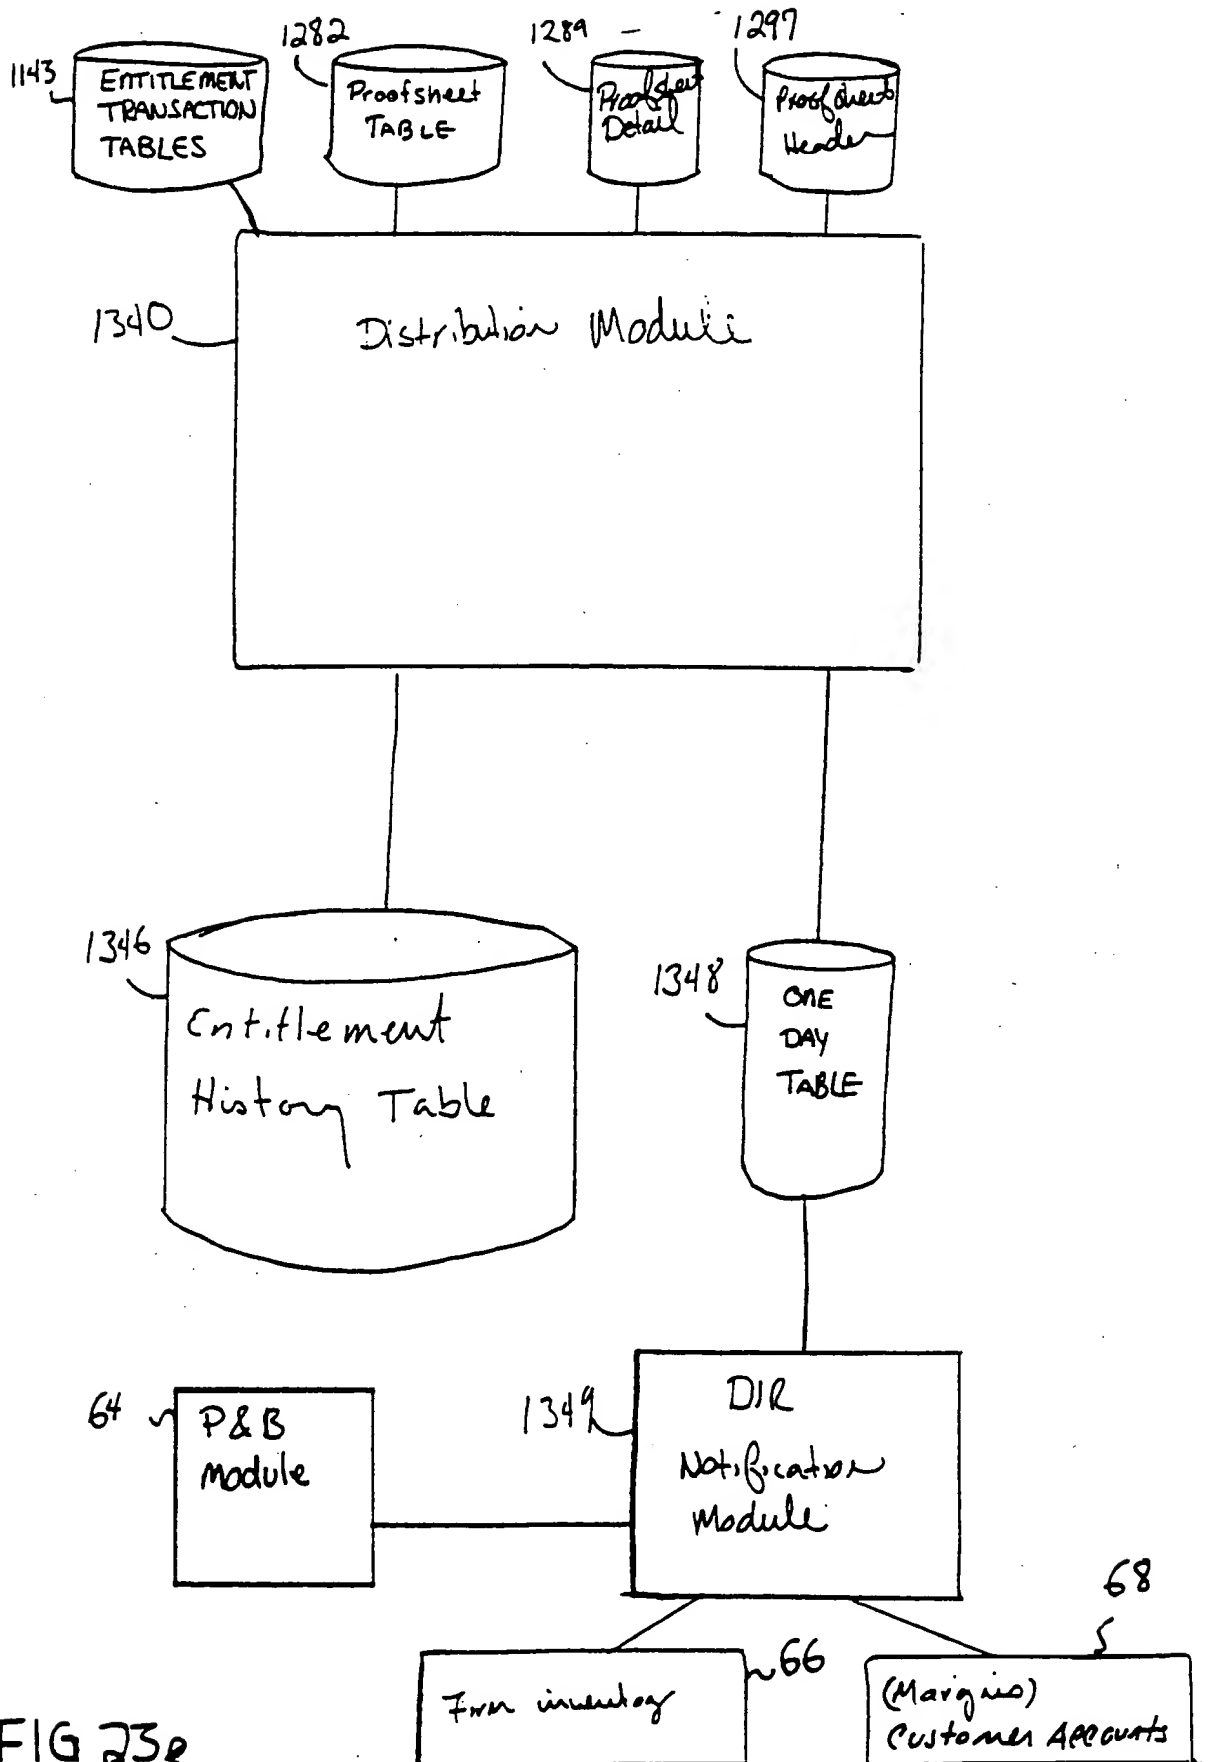 1143
ENTITLEMENT
TRANSACTION
TABLES
1282
Proofsheet
TABLE
1289
Proofsheet
Detail
1297
Proofsheet
Header
1340
Distribution Module
1346
Entitlement
History Table
1348
ONE
DAY
TABLE
64
P&B
Module
1349
DIR
Notification
Module
66
Firm inventory
68
(Margins)
Customer Accounts
FIG 23e